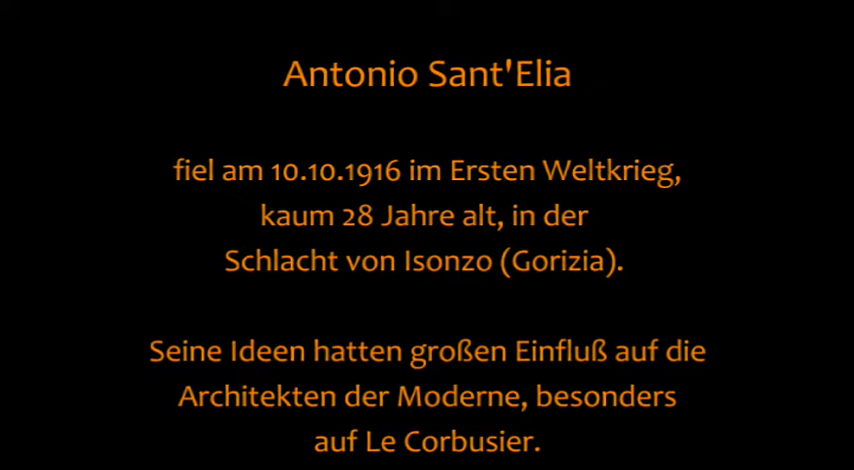 Antonio Sant'Elia
fiel am 10.10.1916 im Ersten Weltkrieg,
kaum 28 Jahre alt, in der
Schlacht von Isonzo (Gorizia).
Seine Ideen hatten großen Einfluß auf die
Architekten der Moderne, besonders
auf Le Corbusier.